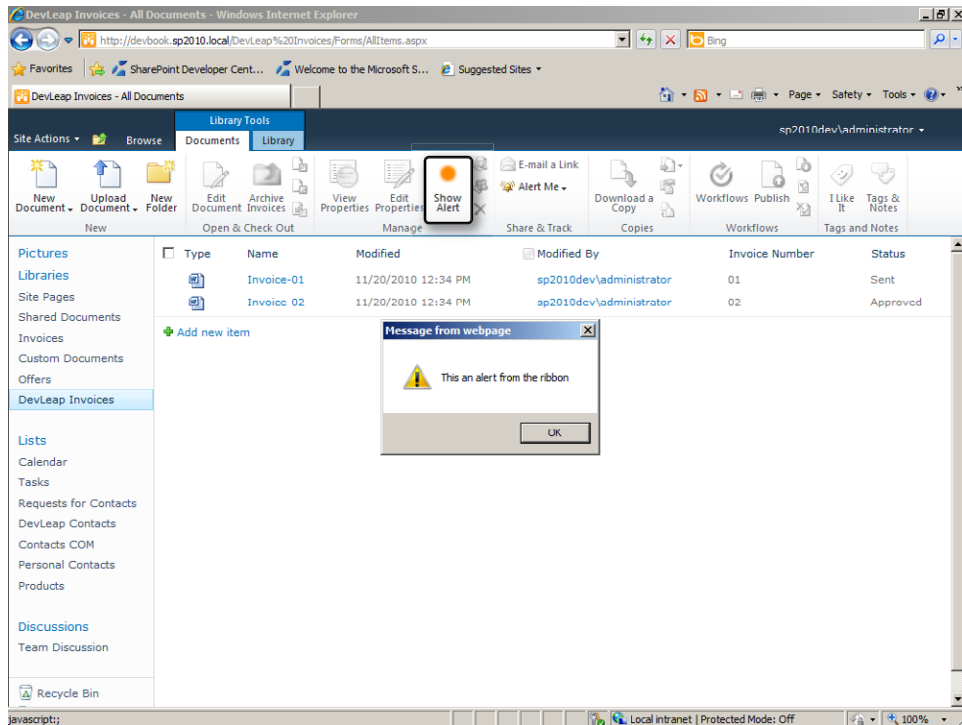 DevLeap Invoices - All Documents - Windows Internet Explorer
http://devbook.sp2010.local/DevLeap%20Invoices/Forms/AllItems.aspx
Bing
Favorites SharePoint Developer Cent... Welcome to the Microsoft S... Suggested Sites
DevLeap Invoices - All Documents
Page Safety Tools
Library Tools
Site Actions Browse Documents Library
sp2010dev\administrator
New Document
Upload Document
New Folder
New
Edit Document
Archive Invoices
Open & Check Out
View Properties
Edit Properties
Show Alert
Manage
E-mail a Link
Alert Me
Share & Track
Download a Copy
Copies
Workflows
Publish
Workflows
I Like It
Tags & Notes
Tags and Notes
Pictures
Libraries
Site Pages
Shared Documents
Invoices
Custom Documents
Offers
DevLeap Invoices
Lists
Calendar
Tasks
Requests for Contacts
DevLeap Contacts
Contacts COM
Personal Contacts
Products
Discussions
Team Discussion
Recycle Bin
Type Name Modified Modified By Invoice Number Status
Invoice-01 11/20/2010 12:34 PM sp2010dev\administrator 01 Sent
Invoice-02 11/20/2010 12:34 PM sp2010dev\administrator 02 Approved
Add new item
Message from webpage
This an alert from the ribbon
OK
javascript:;
Local intranet | Protected Mode: Off
100%